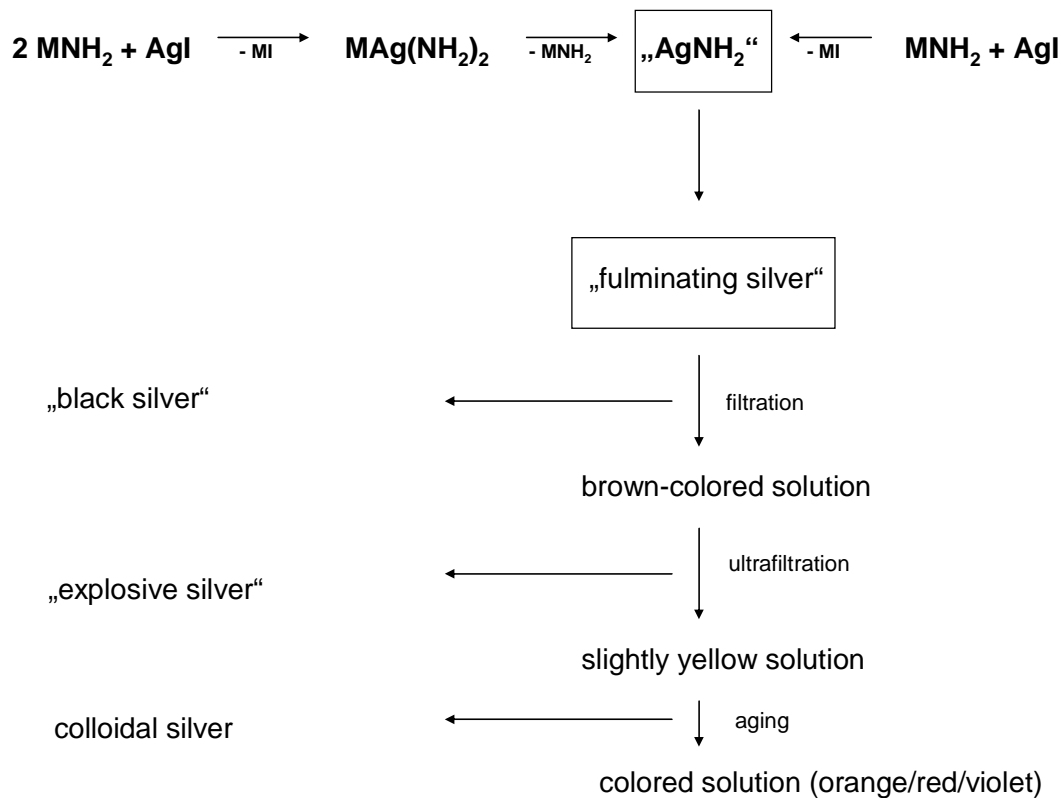 2 MNH₂ + AgI - MI MAg(NH₂)₂ - MNH₂ „AgNH₂“ - MI MNH₂ + AgI
„fulminating silver“
„black silver“ filtration
brown-colored solution
„explosive silver“ ultrafiltration
slightly yellow solution
colloidal silver aging
colored solution (orange/red/violet)